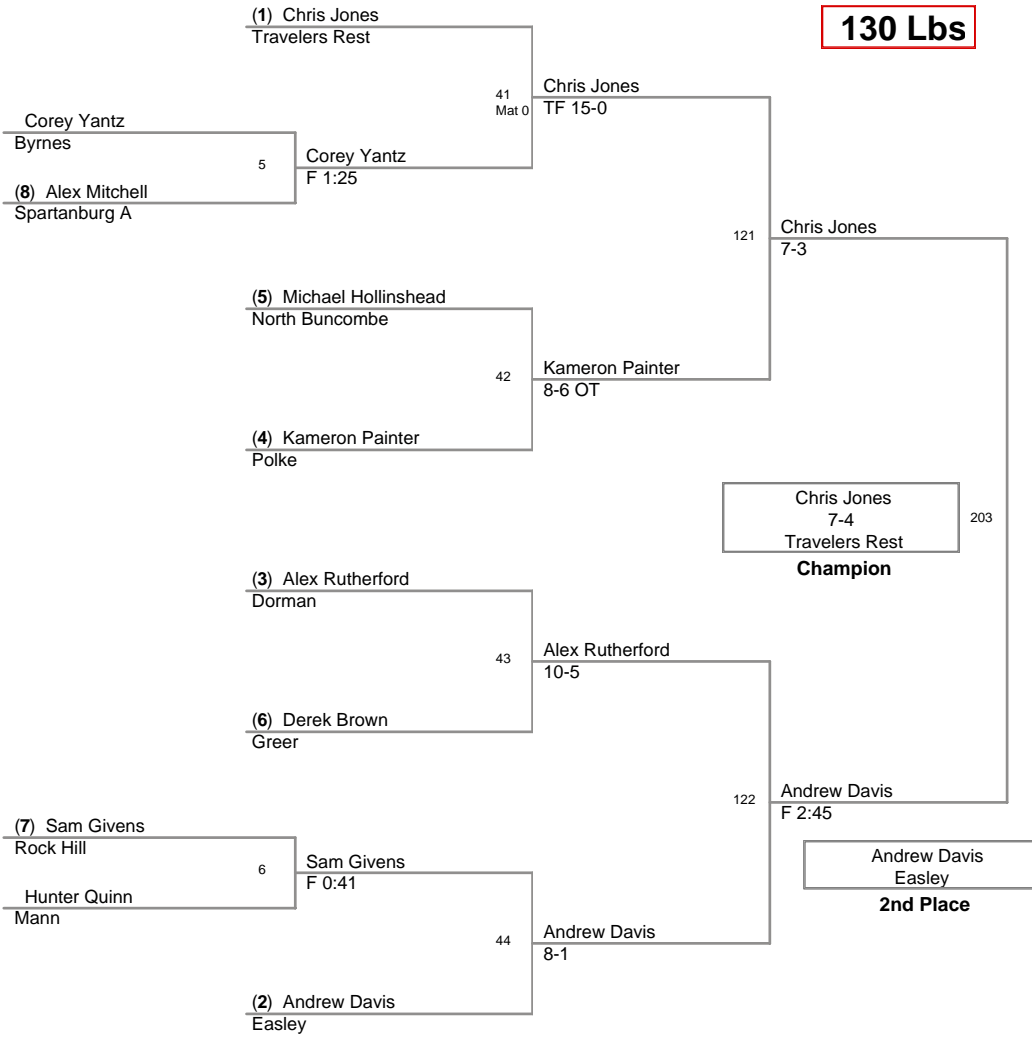 (1) Chris Jones
Travelers Rest
130 Lbs
41
Mat 0
Chris Jones
TF 15-0
Corey Yantz
Byrnes
5
Corey Yantz
F 1:25
(8) Alex Mitchell
Spartanburg A
121
Chris Jones
7-3
(5) Michael Hollinshead
North Buncombe
42
Kameron Painter
8-6 OT
(4) Kameron Painter
Polke
Chris Jones
7-4
Travelers Rest
203
Champion
(3) Alex Rutherford
Dorman
43
Alex Rutherford
10-5
(6) Derek Brown
Greer
122
Andrew Davis
F 2:45
(7) Sam Givens
Rock Hill
6
Sam Givens
F 0:41
Hunter Quinn
Mann
Andrew Davis
Easley
2nd Place
44
Andrew Davis
8-1
(2) Andrew Davis
Easley